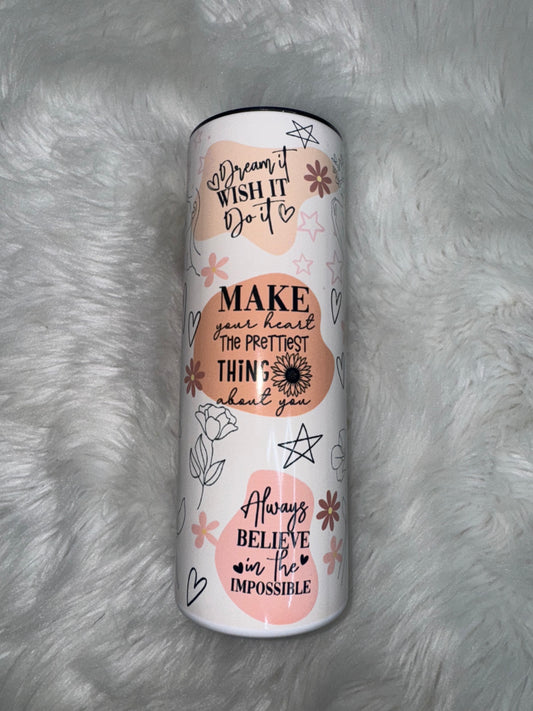 Dream it
WISH IT
Do it
MAKE
your heart
THE PRETTIEST
THING
about you
Always
BELIEVE
in the
IMPOSSIBLE